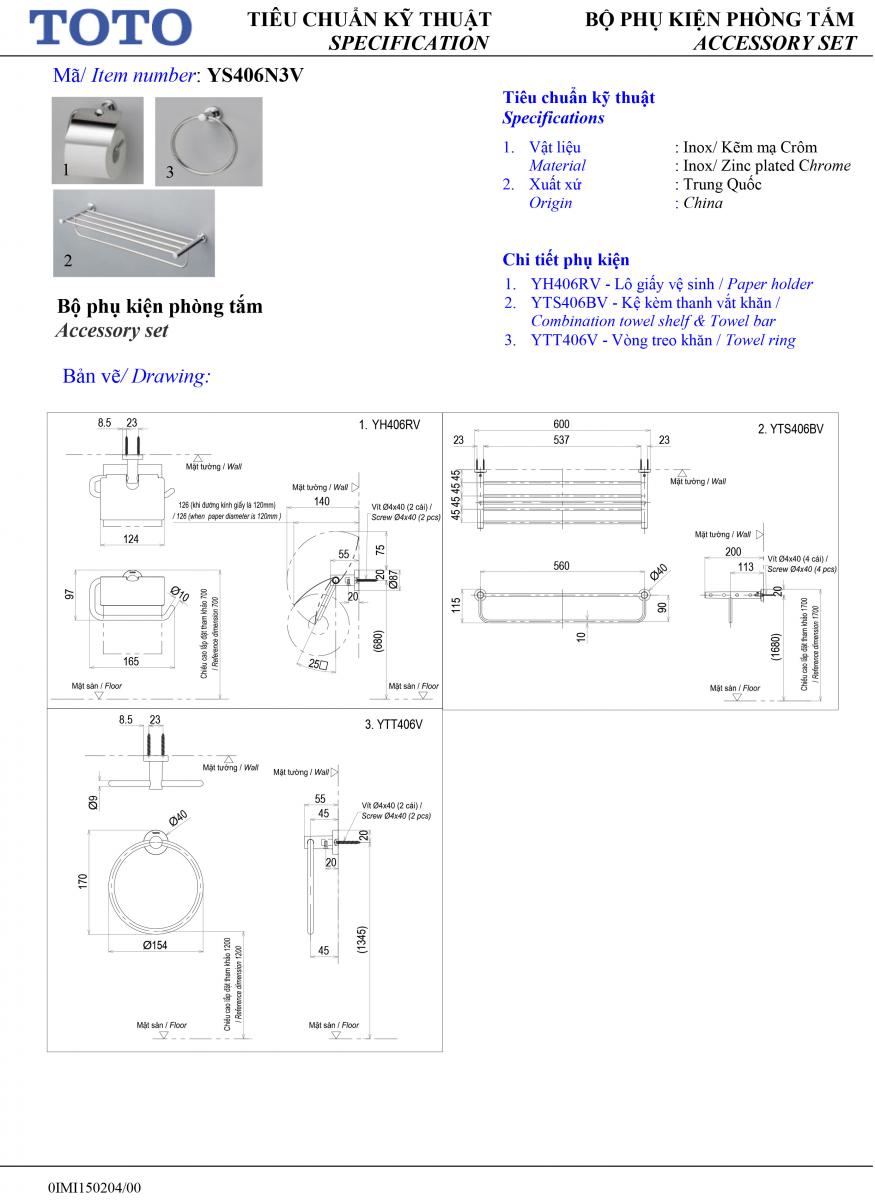 TOTO
TIÊU CHUẨN KỸ THUẬT
SPECIFICATION
BỘ PHỤ KIỆN PHÒNG TẮM
ACCESSORY SET
Mã/ Item number: YS406N3V
1
3
2
Bộ phụ kiện phòng tắm
Accessory set
Tiêu chuẩn kỹ thuật
Specifications
1. Vật liệu : Inox/ Kẽm mạ Crôm
Material : Inox/ Zinc plated Chrome
2. Xuất xứ : Trung Quốc
Origin : China
Chi tiết phụ kiện
1. YH406RV - Lô giấy vệ sinh / Paper holder
2. YTS406BV - Kệ kèm thanh vắt khăn /
Combination towel shelf & Towel bar
3. YTT406V - Vòng treo khăn / Towel ring
Bản vẽ/ Drawing:
1. YH406RV
8.5 23
Mặt tường / Wall
124
126 (khi đường kính giấy là 120mm)
/ 126 (when paper diameter is 120mm )
Mặt tường / Wall
140
Vít Ø4x40 (2 cái) /
Screw Ø4x40 (2 pcs)
55
75
20
Ø87
20
(680)
25□
97
Ø10
165
Chiều cao lắp đặt tham khảo 700
/ Reference dimension 700
Mặt sàn / Floor
Mặt sàn / Floor
2. YTS406BV
600
23 537 23
45 45 45 45
Mặt tường / Wall
560
Ø40
115
90
10
Mặt tường / Wall
200
113
Vít Ø4x40 (4 cái) /
Screw Ø4x40 (4 pcs)
20
(1680)
Chiều cao lắp đặt tham khảo 1700
/ Reference dimension 1700
Mặt sàn / Floor
3. YTT406V
8.5 23
Mặt tường / Wall
Ø9
Ø40
170
Ø154
Chiều cao lắp đặt tham khảo 1200
/ Reference dimension 1200
Mặt sàn / Floor
Mặt tường / Wall
55
45
Vít Ø4x40 (2 cái) /
Screw Ø4x40 (2 pcs)
20
20
45
(1345)
Mặt sàn / Floor
0IMI150204/00